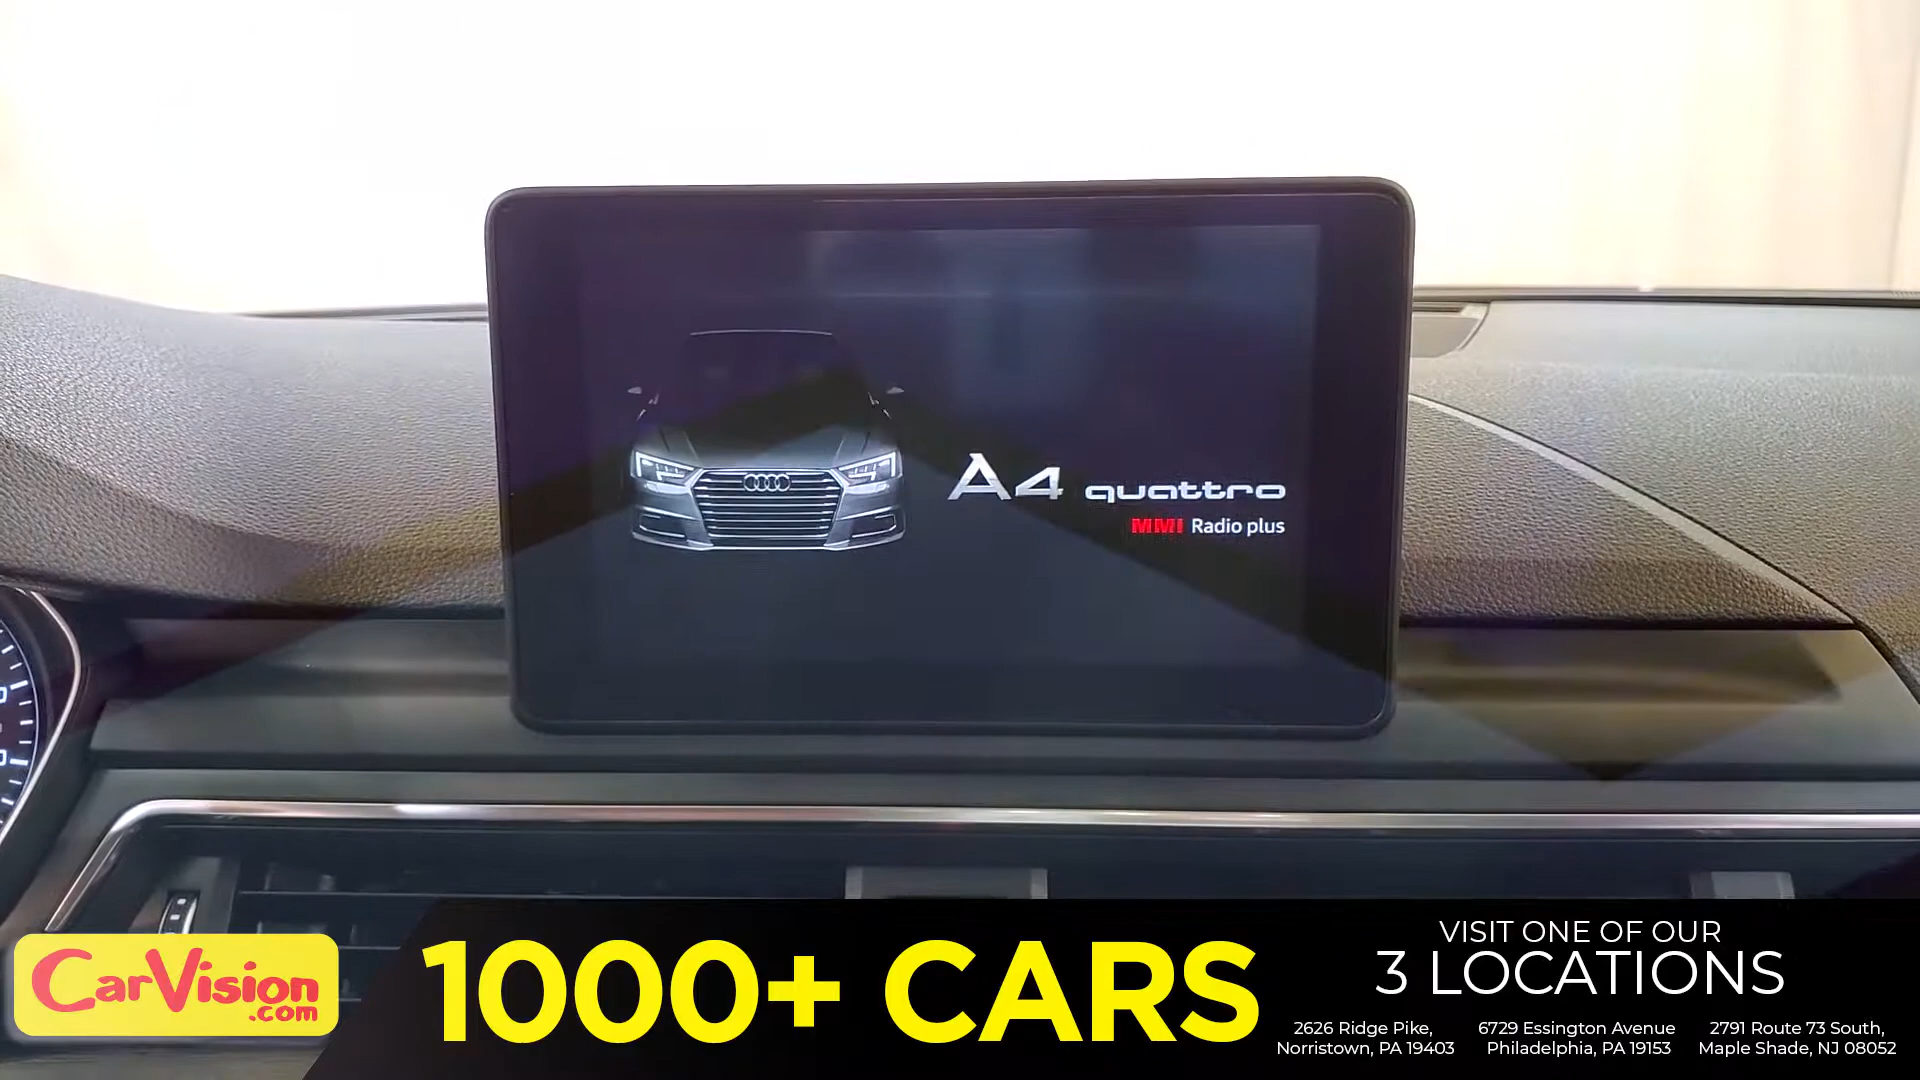 A4 quattro
MMI Radio plus
CarVision
.com
1000+ CARS
VISIT ONE OF OUR
3 LOCATIONS
2626 Ridge Pike,
Norristown, PA 19403
6729 Essington Avenue
Philadelphia, PA 19153
2791 Route 73 South,
Maple Shade, NJ 08052